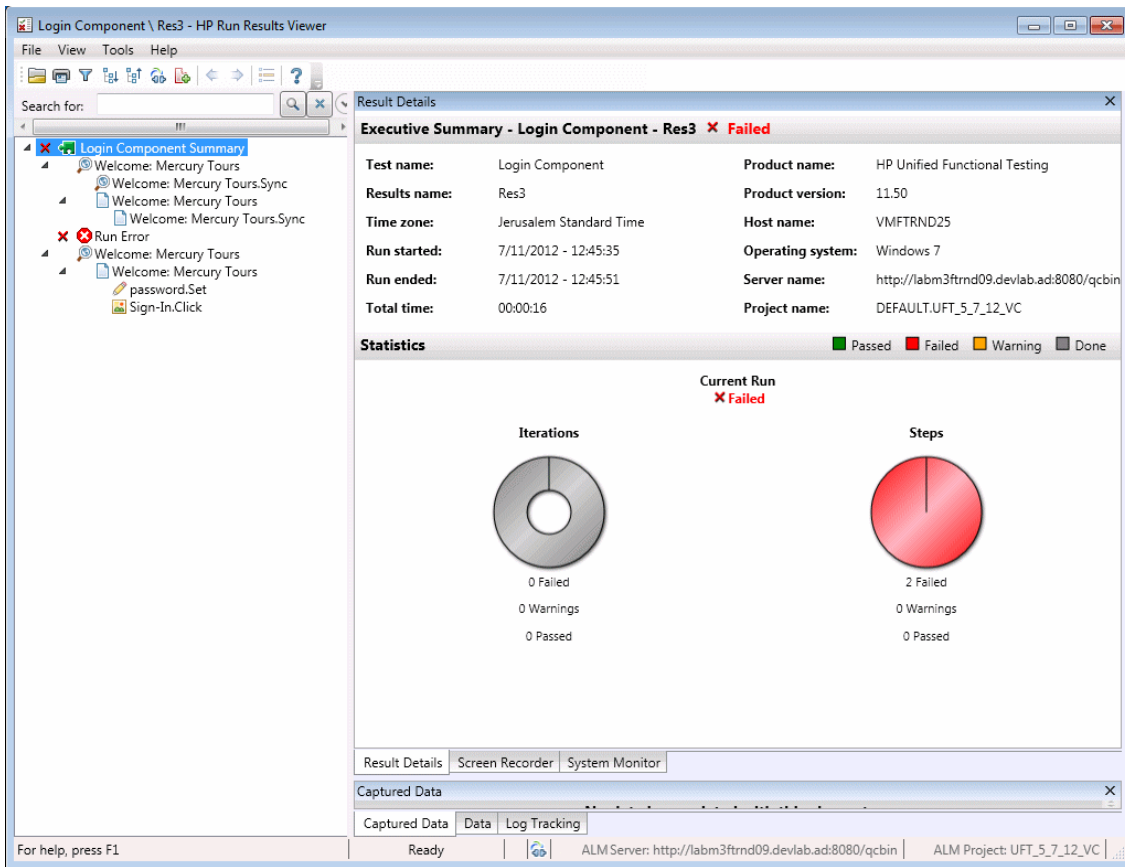 Login Component \ Res3 - HP Run Results Viewer
File View Tools Help
Search for:
Login Component Summary
Welcome: Mercury Tours
Welcome: Mercury Tours.Sync
Welcome: Mercury Tours
Welcome: Mercury Tours.Sync
Run Error
Welcome: Mercury Tours
Welcome: Mercury Tours
password.Set
Sign-In.Click
Result Details
Executive Summary - Login Component - Res3 Failed
Test name: Login Component Product name: HP Unified Functional Testing
Results name: Res3 Product version: 11.50
Time zone: Jerusalem Standard Time Host name: VMFTRND25
Run started: 7/11/2012 - 12:45:35 Operating system: Windows 7
Run ended: 7/11/2012 - 12:45:51 Server name: http://labm3ftrnd09.devlab.ad:8080/qcbin
Total time: 00:00:16 Project name: DEFAULT.UFT_5_7_12_VC
Statistics Passed Failed Warning Done
Current Run
Failed
Iterations Steps
0 Failed 2 Failed
0 Warnings 0 Warnings
0 Passed 0 Passed
Result Details Screen Recorder System Monitor
Captured Data
Captured Data Data Log Tracking
For help, press F1 Ready ALM Server: http://labm3ftrnd09.devlab.ad:8080/qcbin ALM Project: UFT_5_7_12_VC